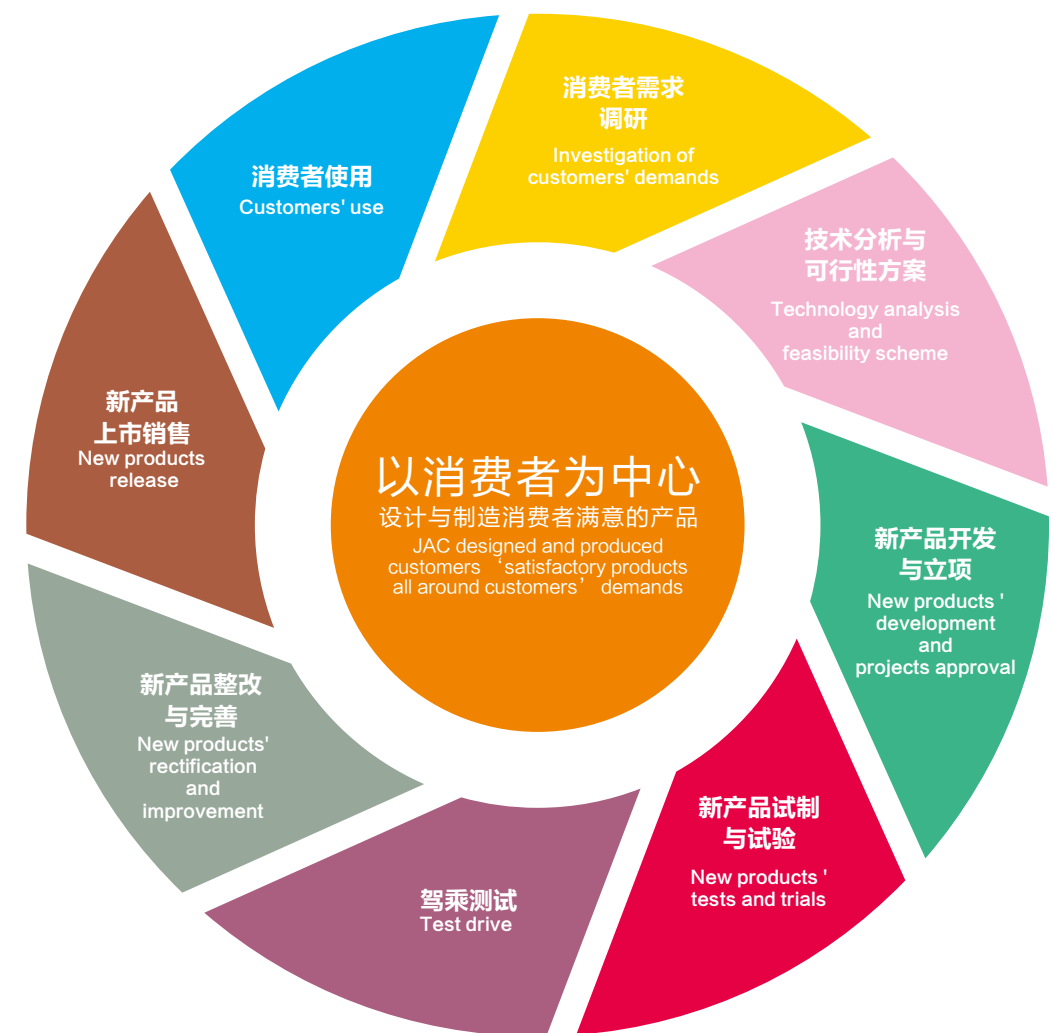 消费者需求
调研
Investigation of
customers' demands
技术分析与
可行性方案
Technology analysis
and
feasibility scheme
新产品开发
与立项
New products '
development
and
projects approval
新产品试制
与试验
New products '
tests and trials
驾乘测试
Test drive
新产品整改
与完善
New products'
rectification
and
improvement
新产品
上市销售
New products
release
消费者使用
Customers' use
以消费者为中心
设计与制造消费者满意的产品
JAC designed and produced
customers ‘satisfactory products
all around customers’ demands